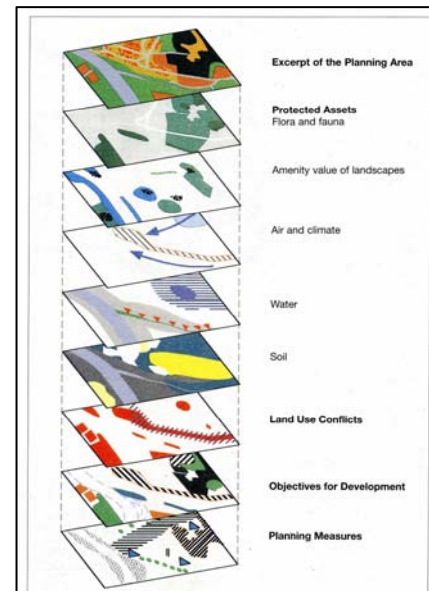 Excerpt of the Planning Area
Protected Assets
Flora and fauna
Amenity value of landscapes
Air and climate
Water
Soil
Land Use Conflicts
Objectives for Development
Planning Measures